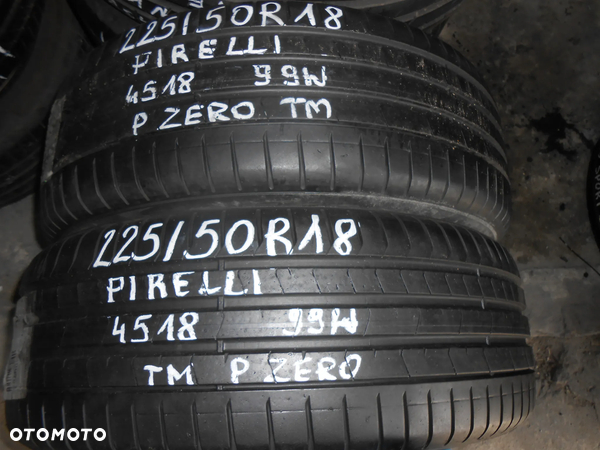 225/50R18
PIRELLI
4518 99W
P ZERO TM
225/50R18
PIRELLI
4518 99W
TM P ZERO
OTOMOTO